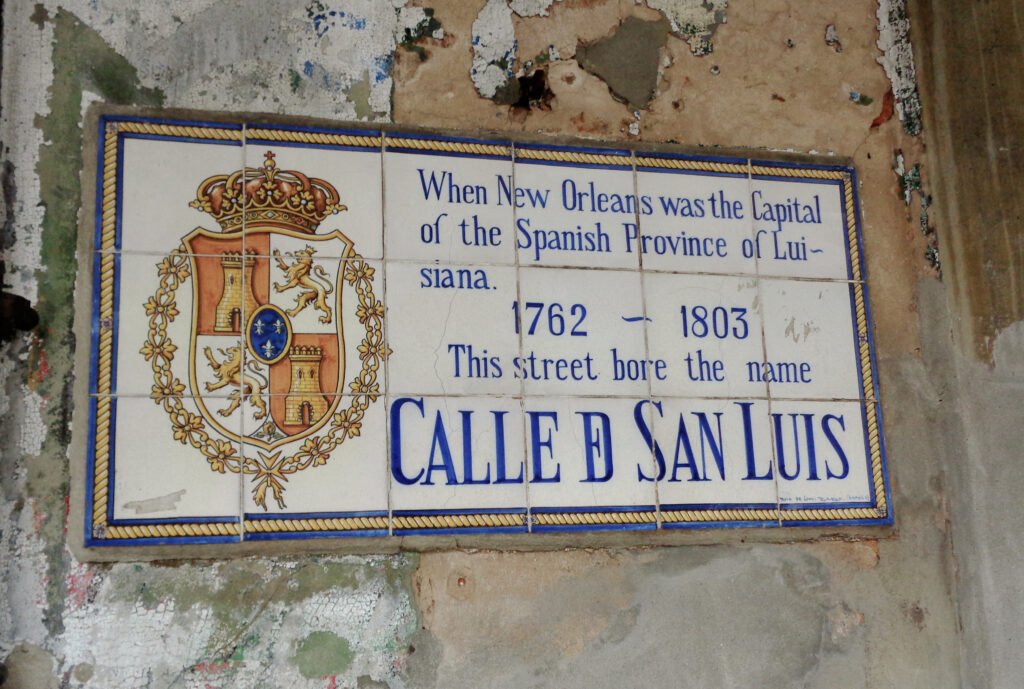 When New Orleans was the Capital
of the Spanish Province of Lui-
siana.
1762 ~ 1803
This street bore the name
CALLE DE SAN LUIS